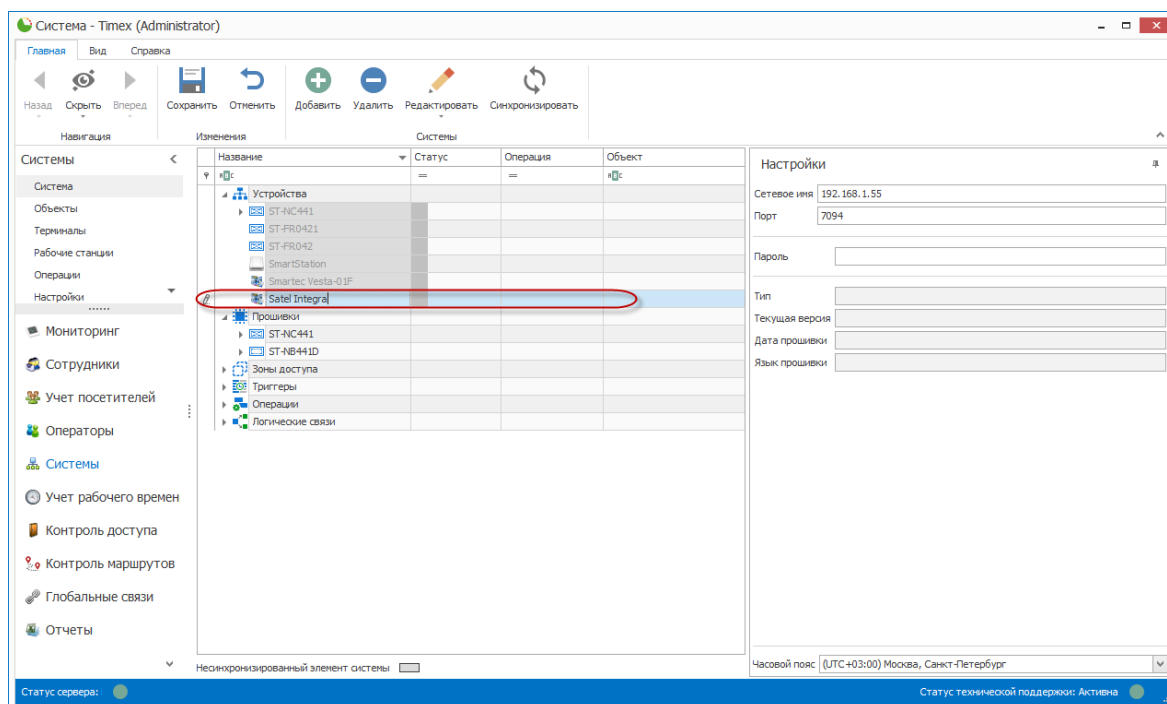 Система - Timex (Administrator)
Главная Вид Справка
Назад Скрыть Вперед Сохранить Отменить Добавить Удалить Редактировать Синхронизировать
Навигация Изменения Системы
Системы
Система
Объекты
Терминалы
Рабочие станции
Операции
Настройки
Мониторинг
Сотрудники
Учет посетителей
Операторы
Системы
Учет рабочего времен
Контроль доступа
Контроль маршрутов
Глобальные связи
Отчеты
Название Статус Операция Объект
= =
Устройства
ST-NC441
ST-FR0421
ST-FR042
SmartStation
Smartec Vesta-01F
Satel Integra
Прошивки
ST-NC441
ST-NB441D
Зоны доступа
Триггеры
Операции
Логические связи
Несинхронизированный элемент системы
Настройки
Сетевое имя 192.168.1.55
Порт 7094
Пароль
Тип
Текущая версия
Дата прошивки
Язык прошивки
Часовой пояс (UTC+03:00) Москва, Санкт-Петербург
Статус сервера: Статус технической поддержки: Активна